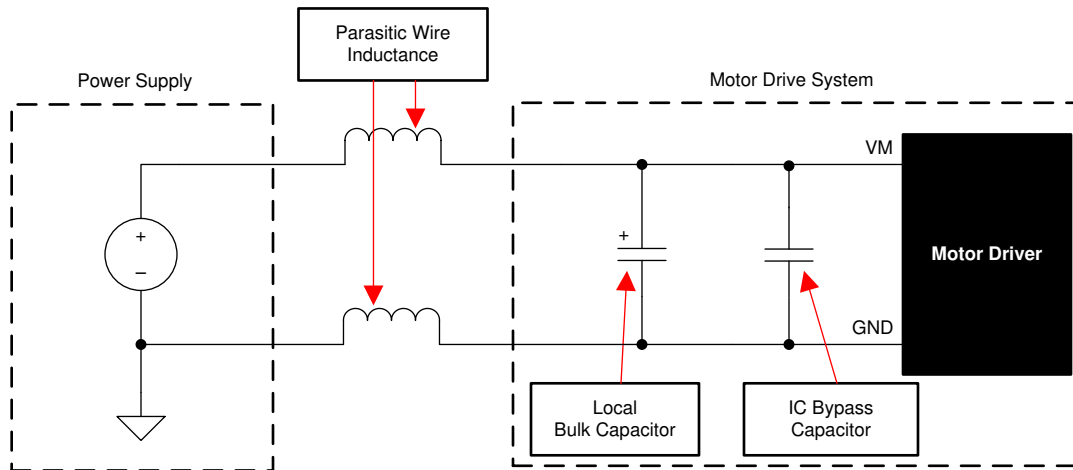 Parasitic Wire
Inductance
Power Supply
Motor Drive System
VM
+
−
+
Motor Driver
GND
Local
Bulk Capacitor
IC Bypass
Capacitor